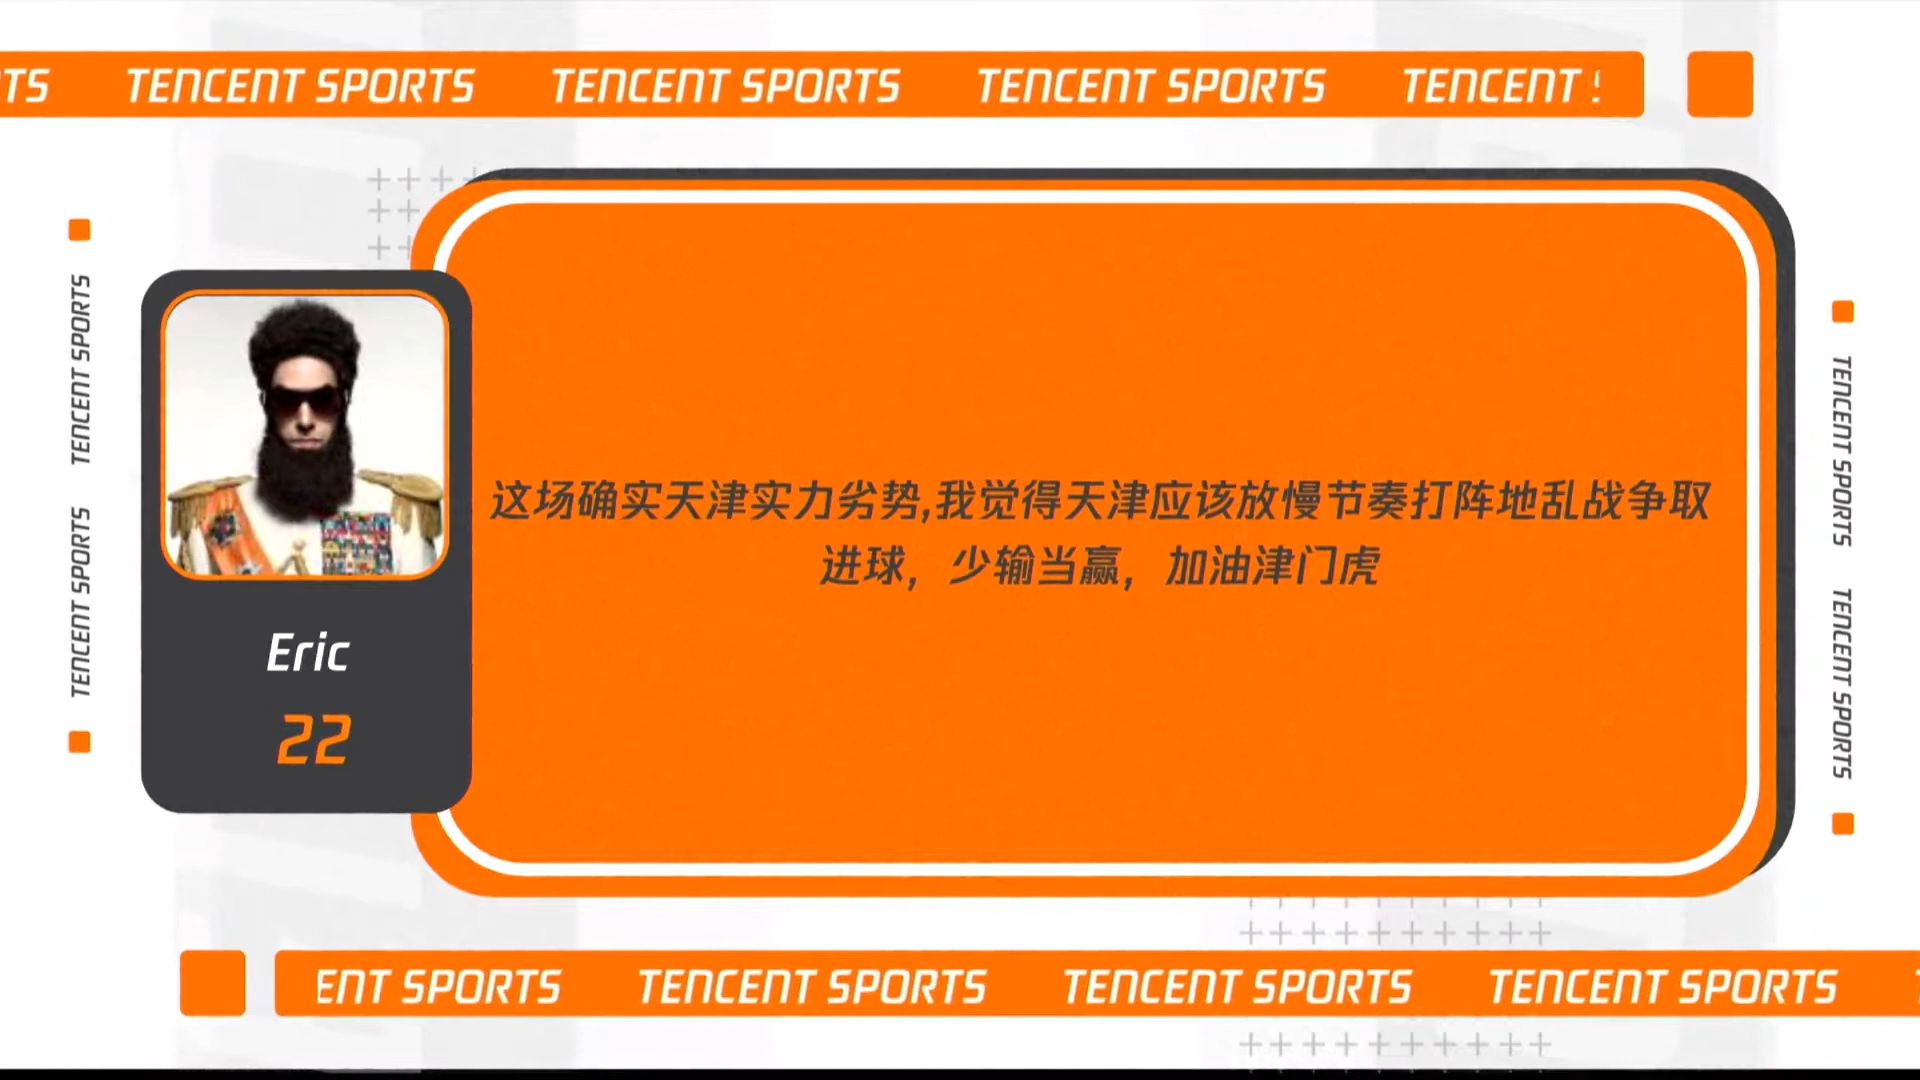 TS TENCENT SPORTS TENCENT SPORTS TENCENT SPORTS TENCENT
TENCENT SPORTS
TENCENT SPORTS
这场确实天津实力劣势,我觉得天津应该放慢节奏打阵地乱战争取
进球，少输当赢，加油津门虎
Eric
22
TENCENT SPORTS
TENCENT SPORTS
ENT SPORTS TENCENT SPORTS TENCENT SPORTS TENCENT SPORTS